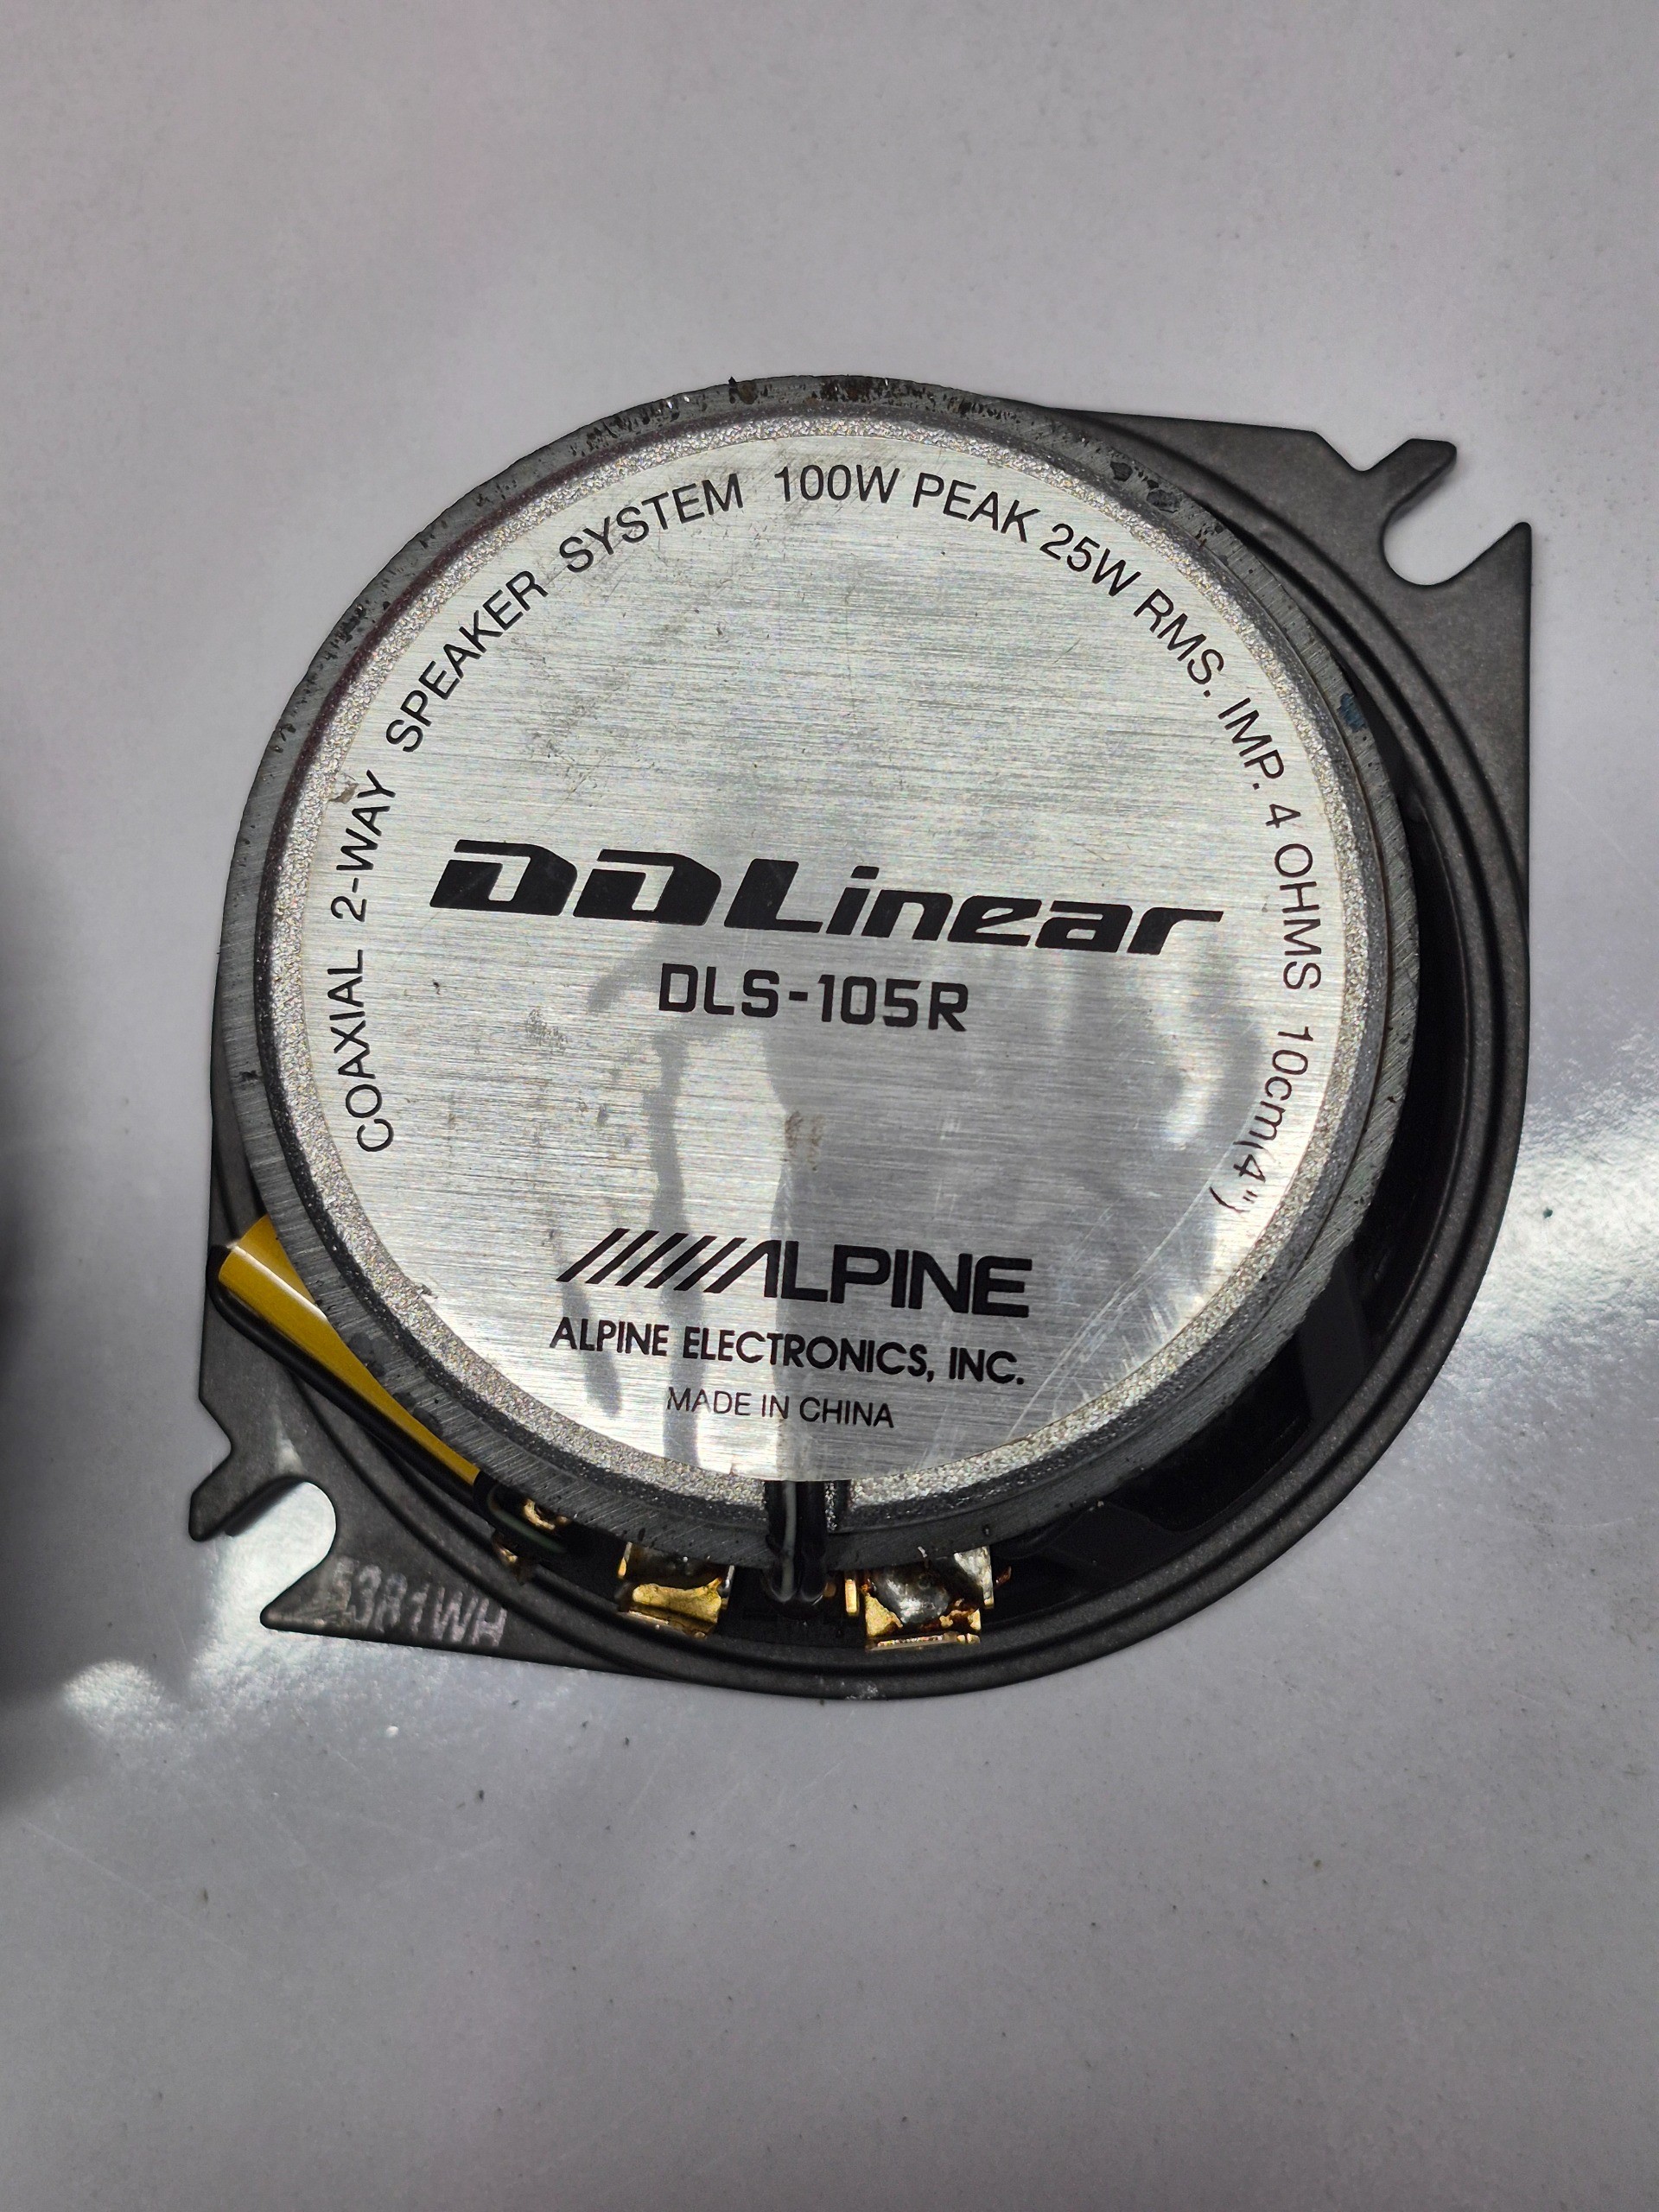 COAXIAL 2-WAY SPEAKER SYSTEM 100W PEAK 25W RMS. IMP. 4 OHMS 10cm(4")
DDLinear
DLS-105R
ALPINE
ALPINE ELECTRONICS, INC.
MADE IN CHINA